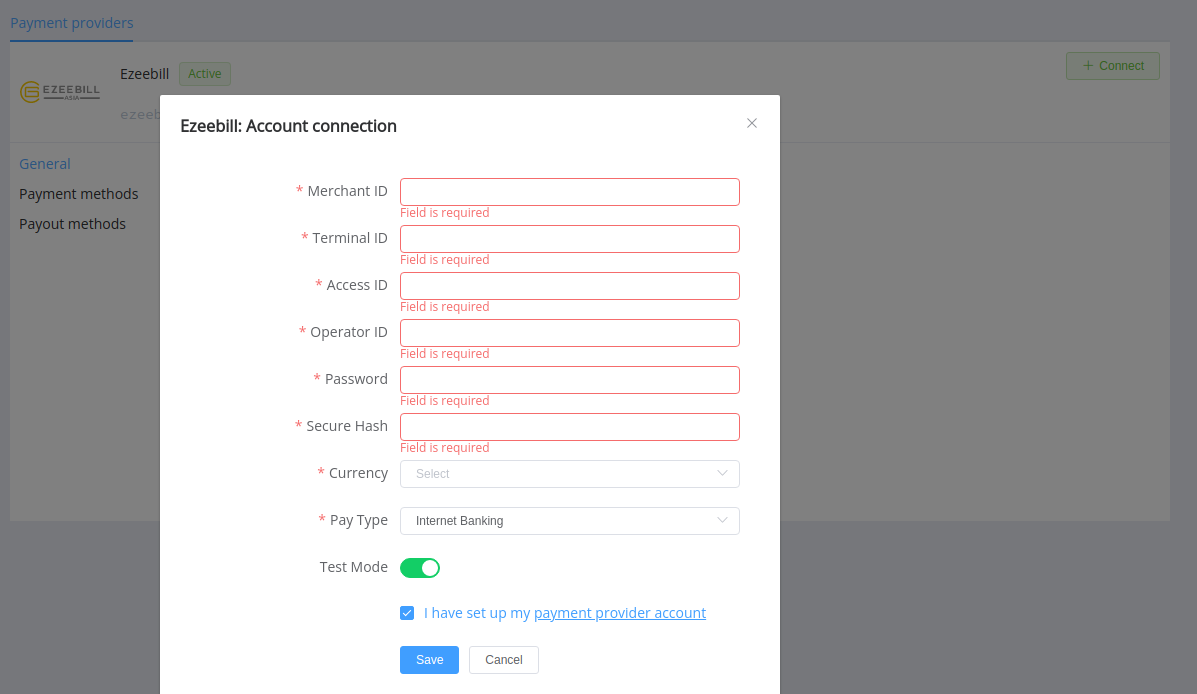 Payment providers
EZEEBILL
ASIA
Ezeebill Active
+ Connect
ezeeb
Ezeebill: Account connection
General
Payment methods
Payout methods
* Merchant ID
Field is required
* Terminal ID
Field is required
* Access ID
Field is required
* Operator ID
Field is required
* Password
Field is required
* Secure Hash
Field is required
* Currency Select
* Pay Type Internet Banking
Test Mode
I have set up my payment provider account
Save Cancel